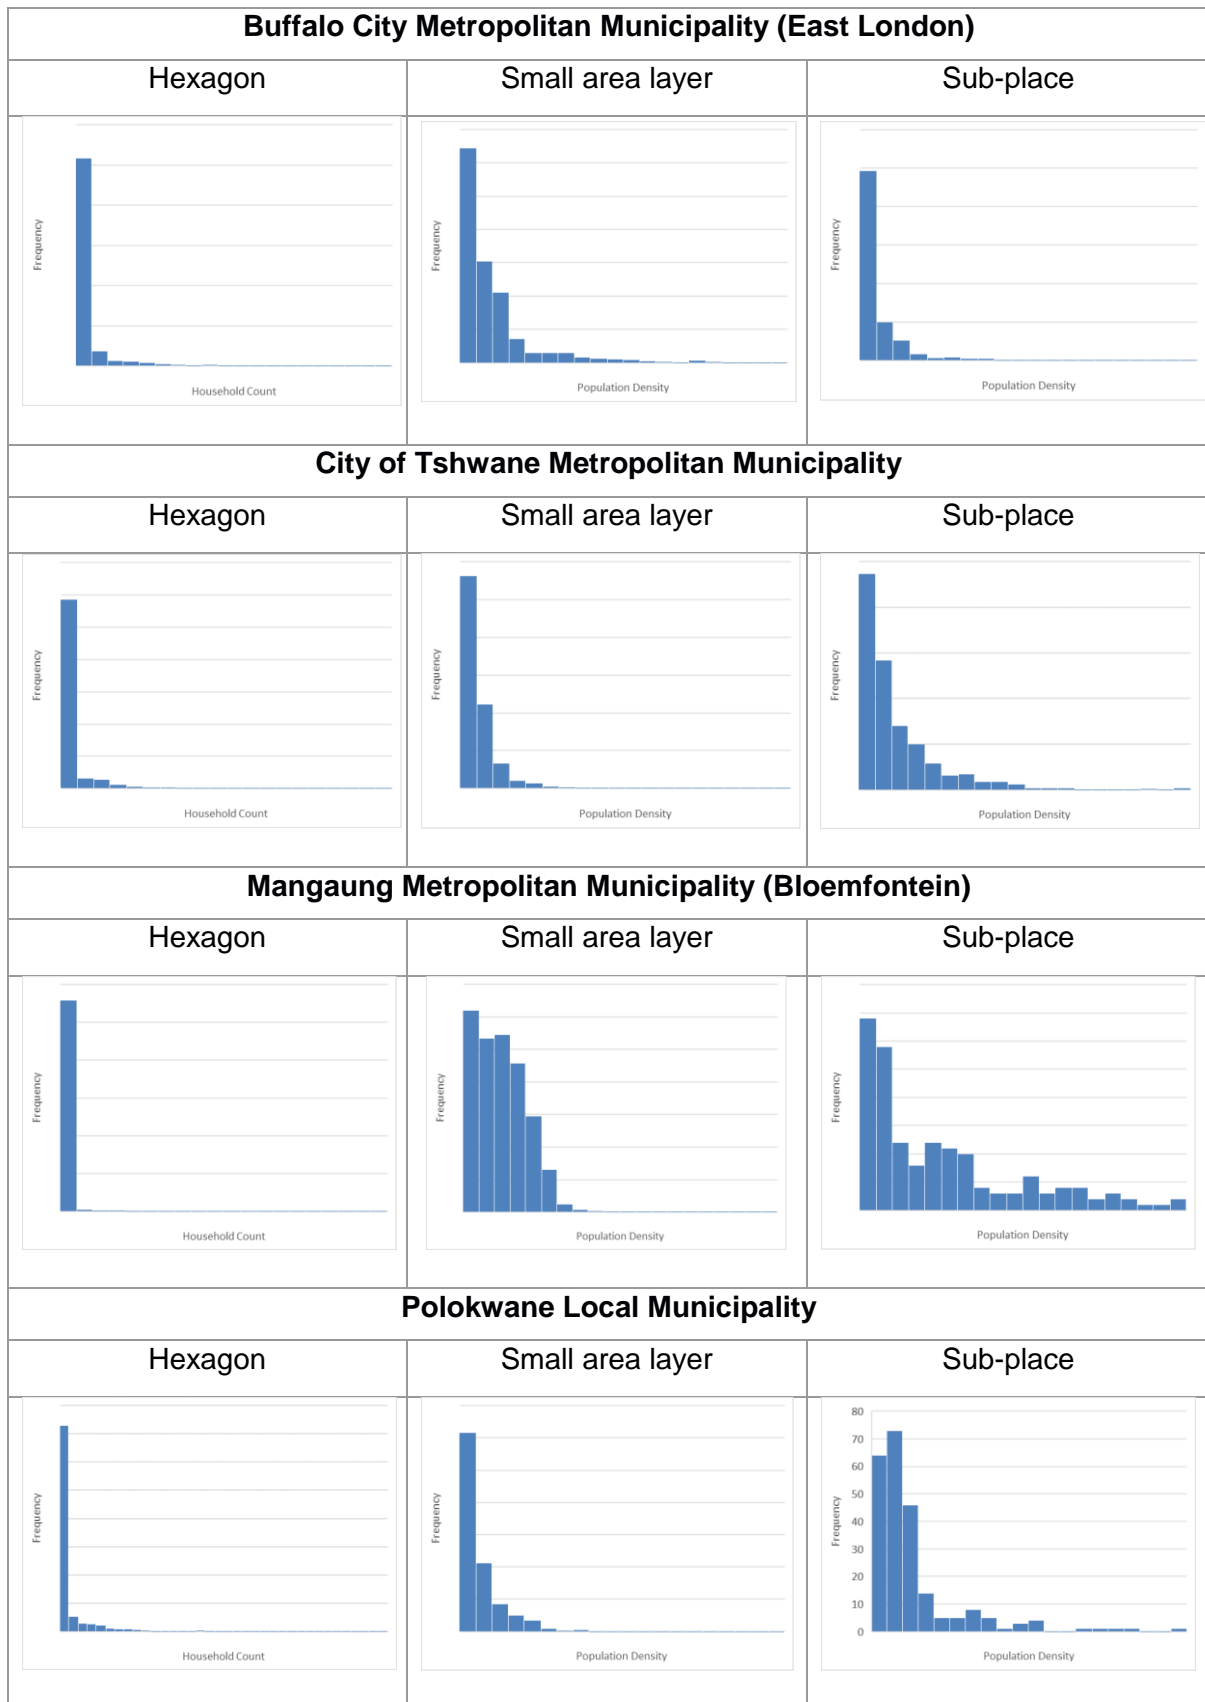 Buffalo City Metropolitan Municipality (East London)
Hexagon
Small area layer
Sub-place
Frequency
Household Count
Frequency
Population Density
Frequency
Population Density
City of Tshwane Metropolitan Municipality
Hexagon
Small area layer
Sub-place
Frequency
Household Count
Frequency
Population Density
Frequency
Population Density
Mangaung Metropolitan Municipality (Bloemfontein)
Hexagon
Small area layer
Sub-place
Frequency
Household Count
Frequency
Population Density
Frequency
Population Density
Polokwane Local Municipality
Hexagon
Small area layer
Sub-place
Frequency
Household Count
Frequency
Population Density
Frequency
80
70
60
50
40
30
20
10
0
Population Density